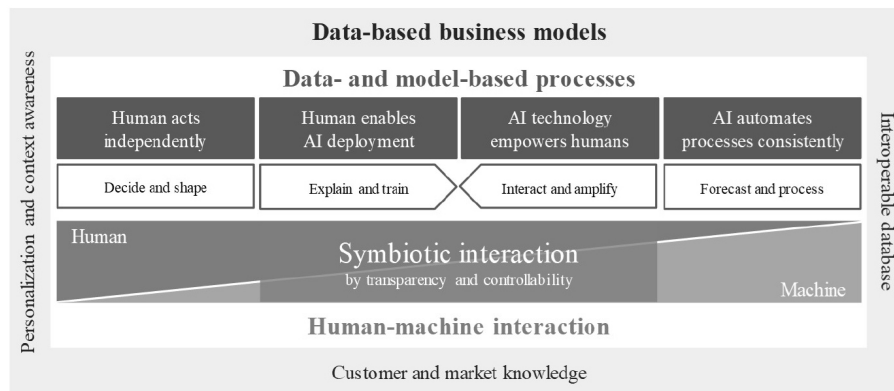 Data-based business models
Personalization and context awareness
Data- and model-based processes
Human acts
independently
Human enables
AI deployment
AI technology
empowers humans
AI automates
processes consistently
Decide and shape
Explain and train
Interact and amplify
Forecast and process
Human
Symbiotic interaction
by transparency and controllability
Machine
Human-machine interaction
Interoperable database
Customer and market knowledge